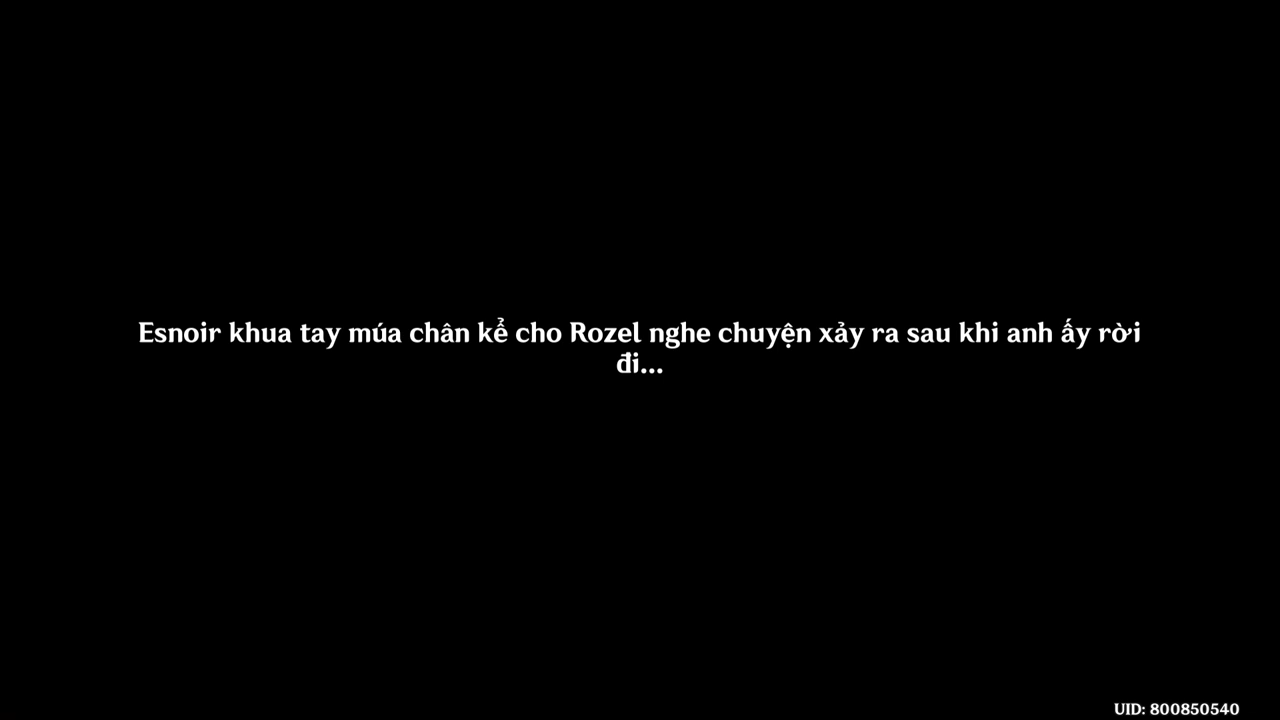 Esnoir khua tay múa chân kể cho Rozel nghe chuyện xảy ra sau khi anh ấy rời
đi...
UID: 800850540